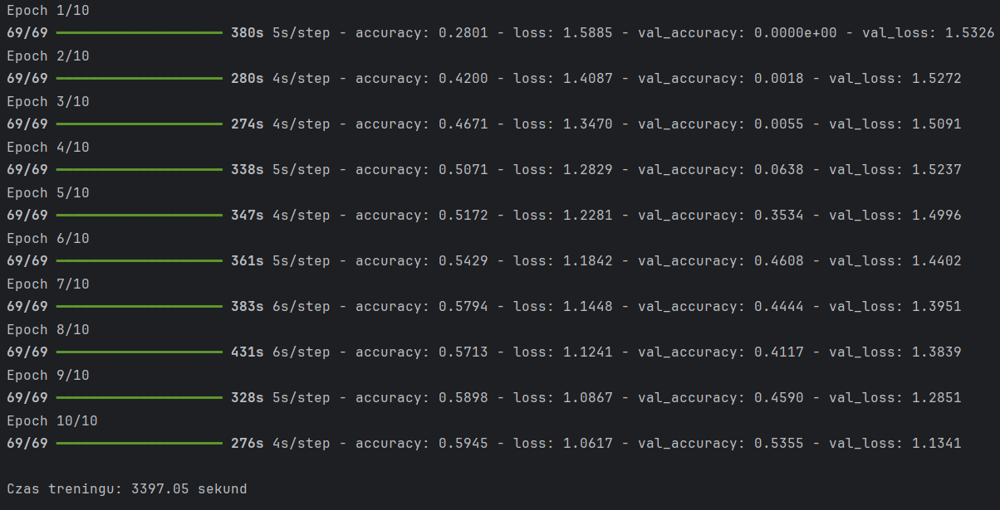 Epoch 1/10
69/69 ━━━━━━━━━━━━━━━━━━━━ 380s 5s/step - accuracy: 0.2801 - loss: 1.5885 - val_accuracy: 0.0000e+00 - val_loss: 1.5326
Epoch 2/10
69/69 ━━━━━━━━━━━━━━━━━━━━ 280s 4s/step - accuracy: 0.4200 - loss: 1.4087 - val_accuracy: 0.0018 - val_loss: 1.5272
Epoch 3/10
69/69 ━━━━━━━━━━━━━━━━━━━━ 274s 4s/step - accuracy: 0.4671 - loss: 1.3470 - val_accuracy: 0.0055 - val_loss: 1.5091
Epoch 4/10
69/69 ━━━━━━━━━━━━━━━━━━━━ 338s 5s/step - accuracy: 0.5071 - loss: 1.2829 - val_accuracy: 0.0638 - val_loss: 1.5237
Epoch 5/10
69/69 ━━━━━━━━━━━━━━━━━━━━ 347s 4s/step - accuracy: 0.5172 - loss: 1.2281 - val_accuracy: 0.3534 - val_loss: 1.4996
Epoch 6/10
69/69 ━━━━━━━━━━━━━━━━━━━━ 361s 5s/step - accuracy: 0.5429 - loss: 1.1842 - val_accuracy: 0.4608 - val_loss: 1.4402
Epoch 7/10
69/69 ━━━━━━━━━━━━━━━━━━━━ 383s 6s/step - accuracy: 0.5794 - loss: 1.1448 - val_accuracy: 0.4444 - val_loss: 1.3951
Epoch 8/10
69/69 ━━━━━━━━━━━━━━━━━━━━ 431s 6s/step - accuracy: 0.5713 - loss: 1.1241 - val_accuracy: 0.4117 - val_loss: 1.3839
Epoch 9/10
69/69 ━━━━━━━━━━━━━━━━━━━━ 328s 5s/step - accuracy: 0.5898 - loss: 1.0867 - val_accuracy: 0.4590 - val_loss: 1.2851
Epoch 10/10
69/69 ━━━━━━━━━━━━━━━━━━━━ 276s 4s/step - accuracy: 0.5945 - loss: 1.0617 - val_accuracy: 0.5355 - val_loss: 1.1341
Czas treningu: 3397.05 sekund